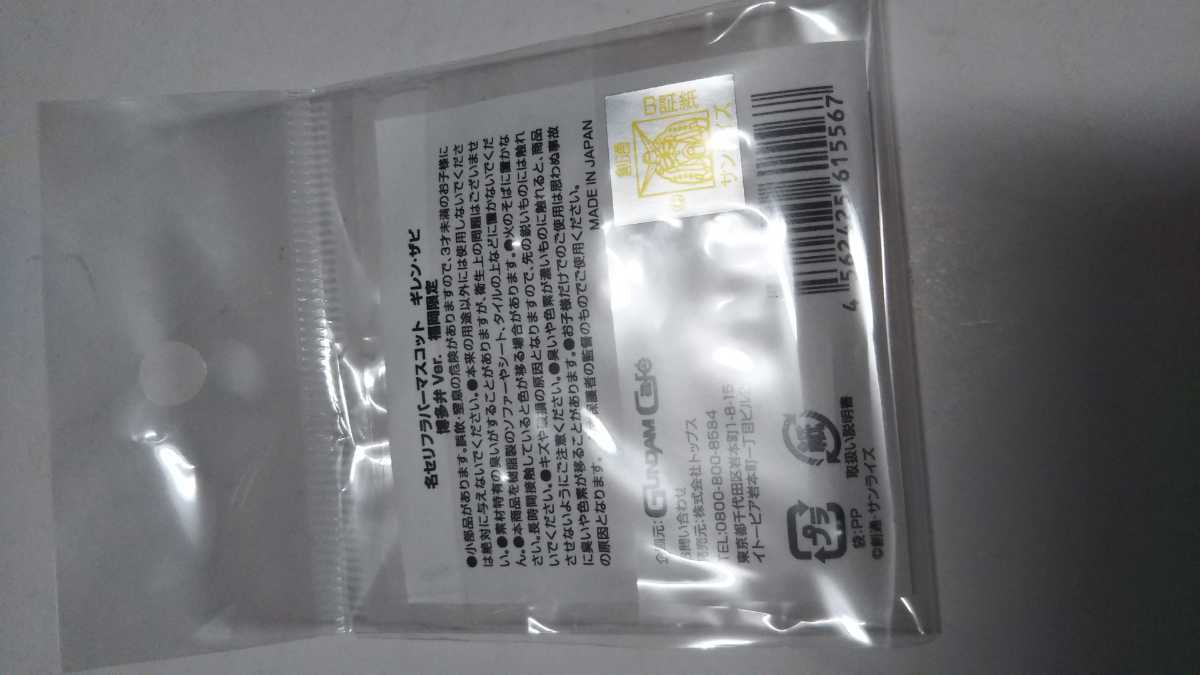 名セリフラバーマスコット ギレン・ザビ
博多弁Ver. 福岡限定
●小部品があります。誤飲・窒息の危険がありますので、3才未満のお子様に
は絶対に与えないでください。●本来の用途以外には使用しないでくださ
い。●素材特有の臭いがすることがありますが、衛生上の問題はございませ
ん。●本商品を樹脂製のソファーやシート、タイルの上などに置かないでくだ
さい。長時間接触していると色が移る場合があります。●火のそばに置かな
いでください。●キズや 損の原因となりますので、先の鋭いものには触れ
させないようにご注意ください。●臭いや色素が濃いものに触れると、商品
に臭いや色素が移ることがあります。●お子様だけでのご使用は思わぬ事故
の原因となります。 保護者の監督のもとでご使用ください。
MADE IN JAPAN
創通
サンライズ
証紙
企 元:GUNDAM Café
お問い合わせ
発売元:株式会社トップス
TEL:0800-800-8584
東京都千代田区岩本町1-8-15
イトーピア岩本町一丁目ビル
プラ
紙
袋:PP 取扱い説明書
©創通・サンライズ
4 562425 615567